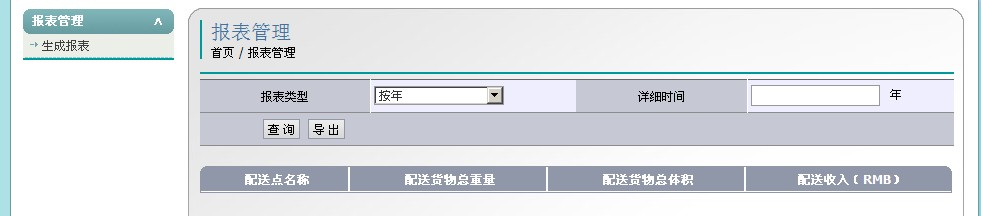 报表管理
生成报表
报表管理
首页 / 报表管理
报表类型 按年 详细时间 年
查 询 导 出
配送点名称 配送货物总重量 配送货物总体积 配送收入（RMB）